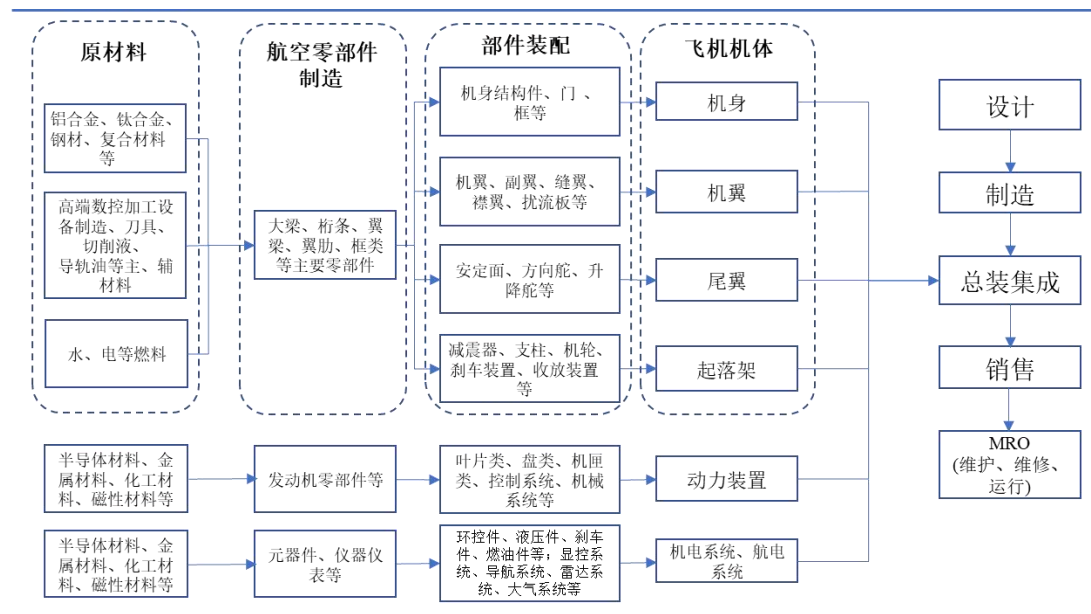 原材料
铝合金、钛合金、
钢材、复合材料
等
高端数控加工设
备制造、刀具、
切削液、
导轨油等主、辅
材料
水、电等燃料
航空零部件
制造
大梁、桁条、翼
梁、翼肋、框类
等主要零部件
部件装配
机身结构件、门 、
框等
机翼、副翼、缝翼、
襟翼、扰流板等
安定面、方向舵、升
降舵等
减震器、支柱、机轮、
刹车装置、收放装置
等
飞机机体
机身
机翼
尾翼
起落架
半导体材料、金
属材料、化工材
料、磁性材料等
发动机零部件等
叶片类、盘类、机匣
类、控制系统、机械
系统等
动力装置
半导体材料、金
属材料、化工材
料、磁性材料等
元器件、仪器仪
表等
环控件、液压件、刹车
件、燃油件等；显控系
统、导航系统、雷达系
统、大气系统等
机电系统、航电
系统
设计
制造
总装集成
销售
MRO
(维护、维修、
运行)